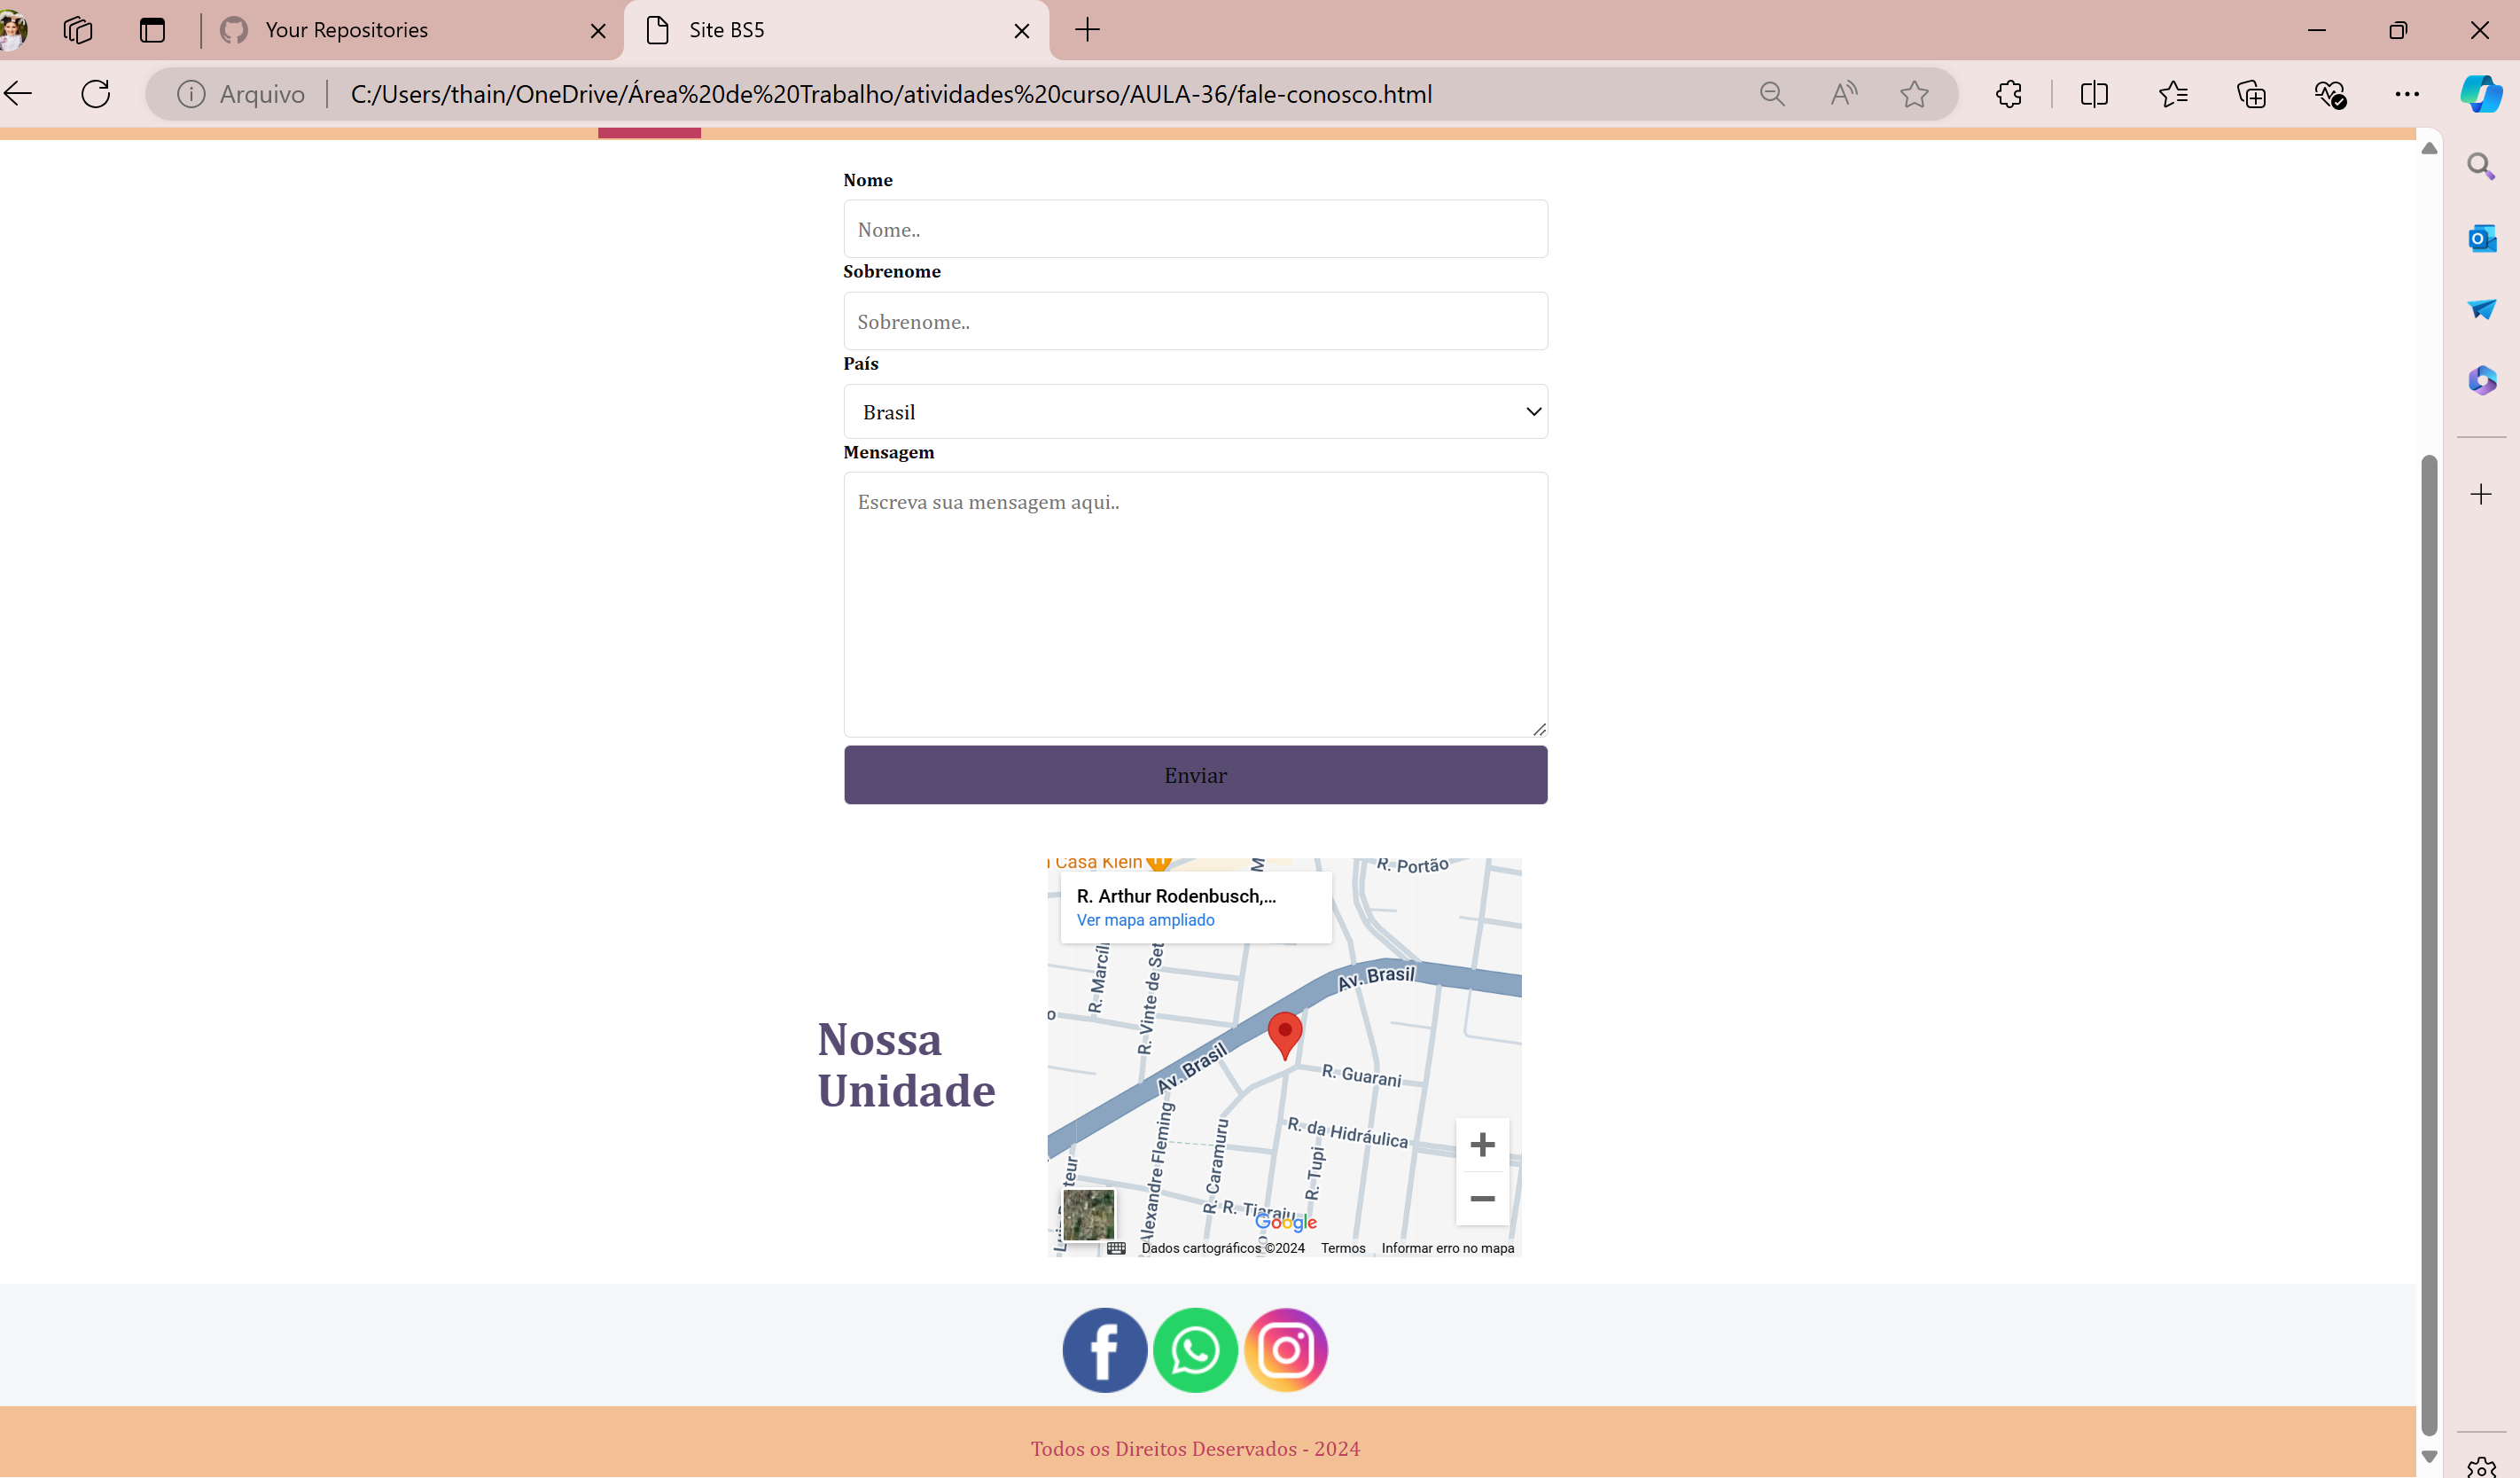 Your Repositories
Site BS5
Arquivo
C:/Users/thain/OneDrive/Área%20de%20Trabalho/atividades%20curso/AULA-36/fale-conosco.html
Nome
Nome..
Sobrenome
Sobrenome..
País
Brasil
Mensagem
Escreva sua mensagem aqui..
Enviar
Casa Klein
R. Portão
R. Arthur Rodenbusch,...
Ver mapa ampliado
R. Vinte de Set
Av. Brasil
Av. Brasil
R. Guarani
R. da Hidráulica
Alexandre Fleming
R. Caramuru
R. Tupi
R. Tiaraju
Google
Dados cartográficos ©2024
Termos
Informar erro no mapa
Nossa
Unidade
Todos os Direitos Deservados - 2024